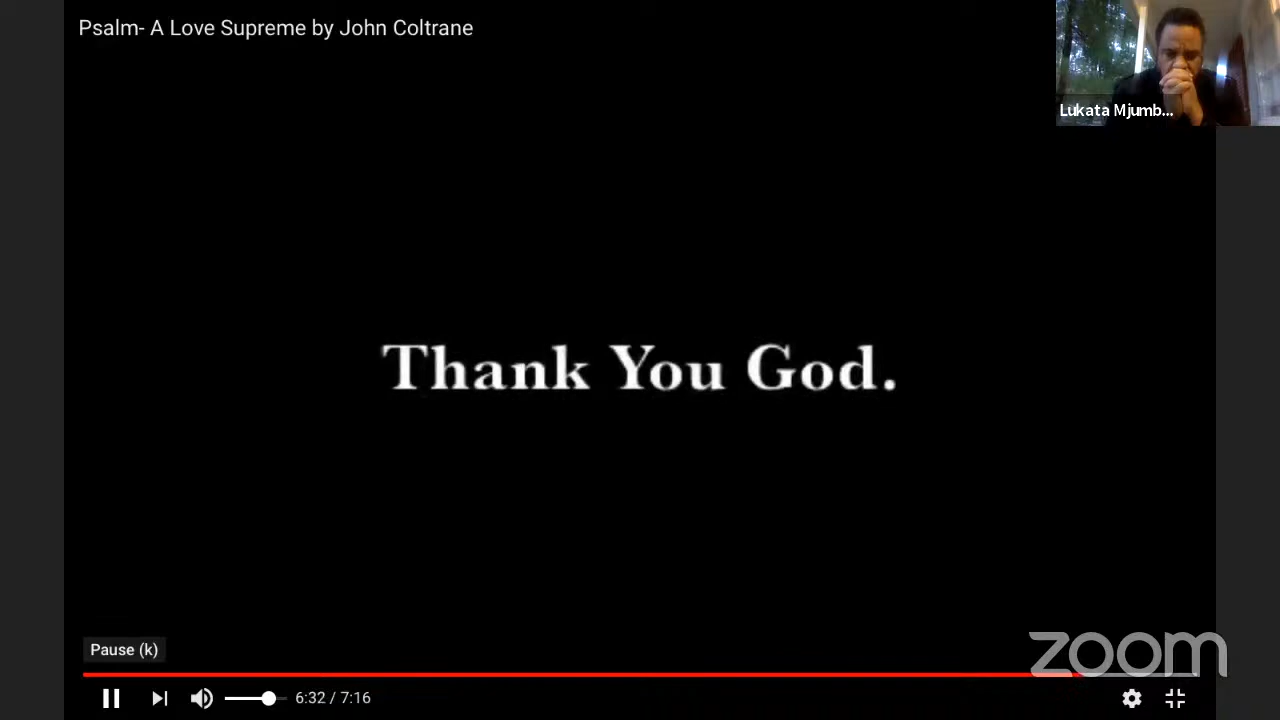 Psalm- A Love Supreme by John Coltrane
Lukata Mjumb...
Thank You God.
Pause (k)
zoom
6:32 / 7:16